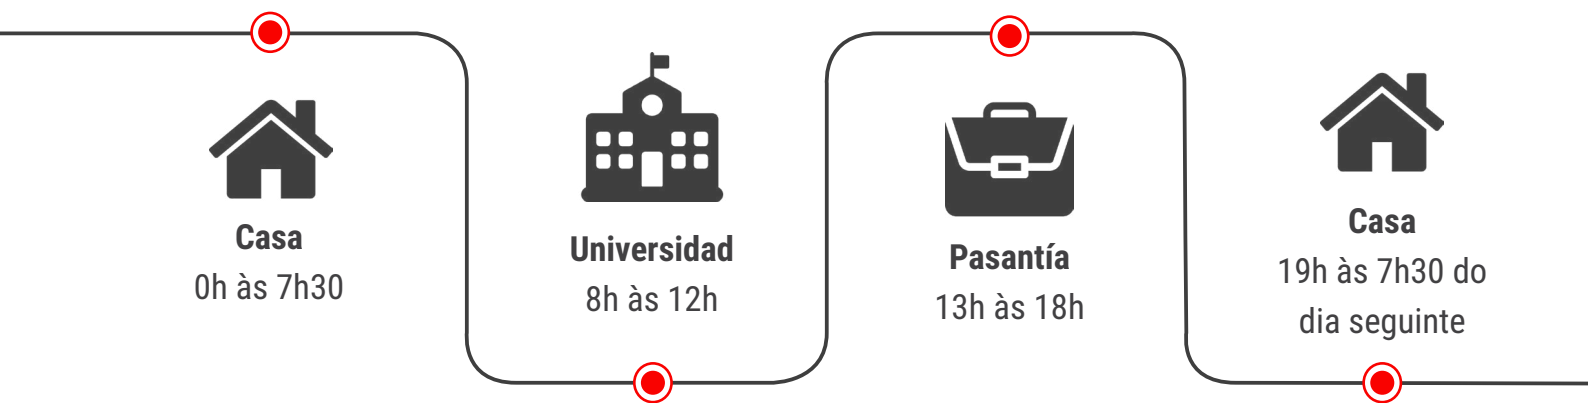 Casa
0h às 7h30
Universidad
8h às 12h
Pasantía
13h às 18h
Casa
19h às 7h30 do
dia seguinte